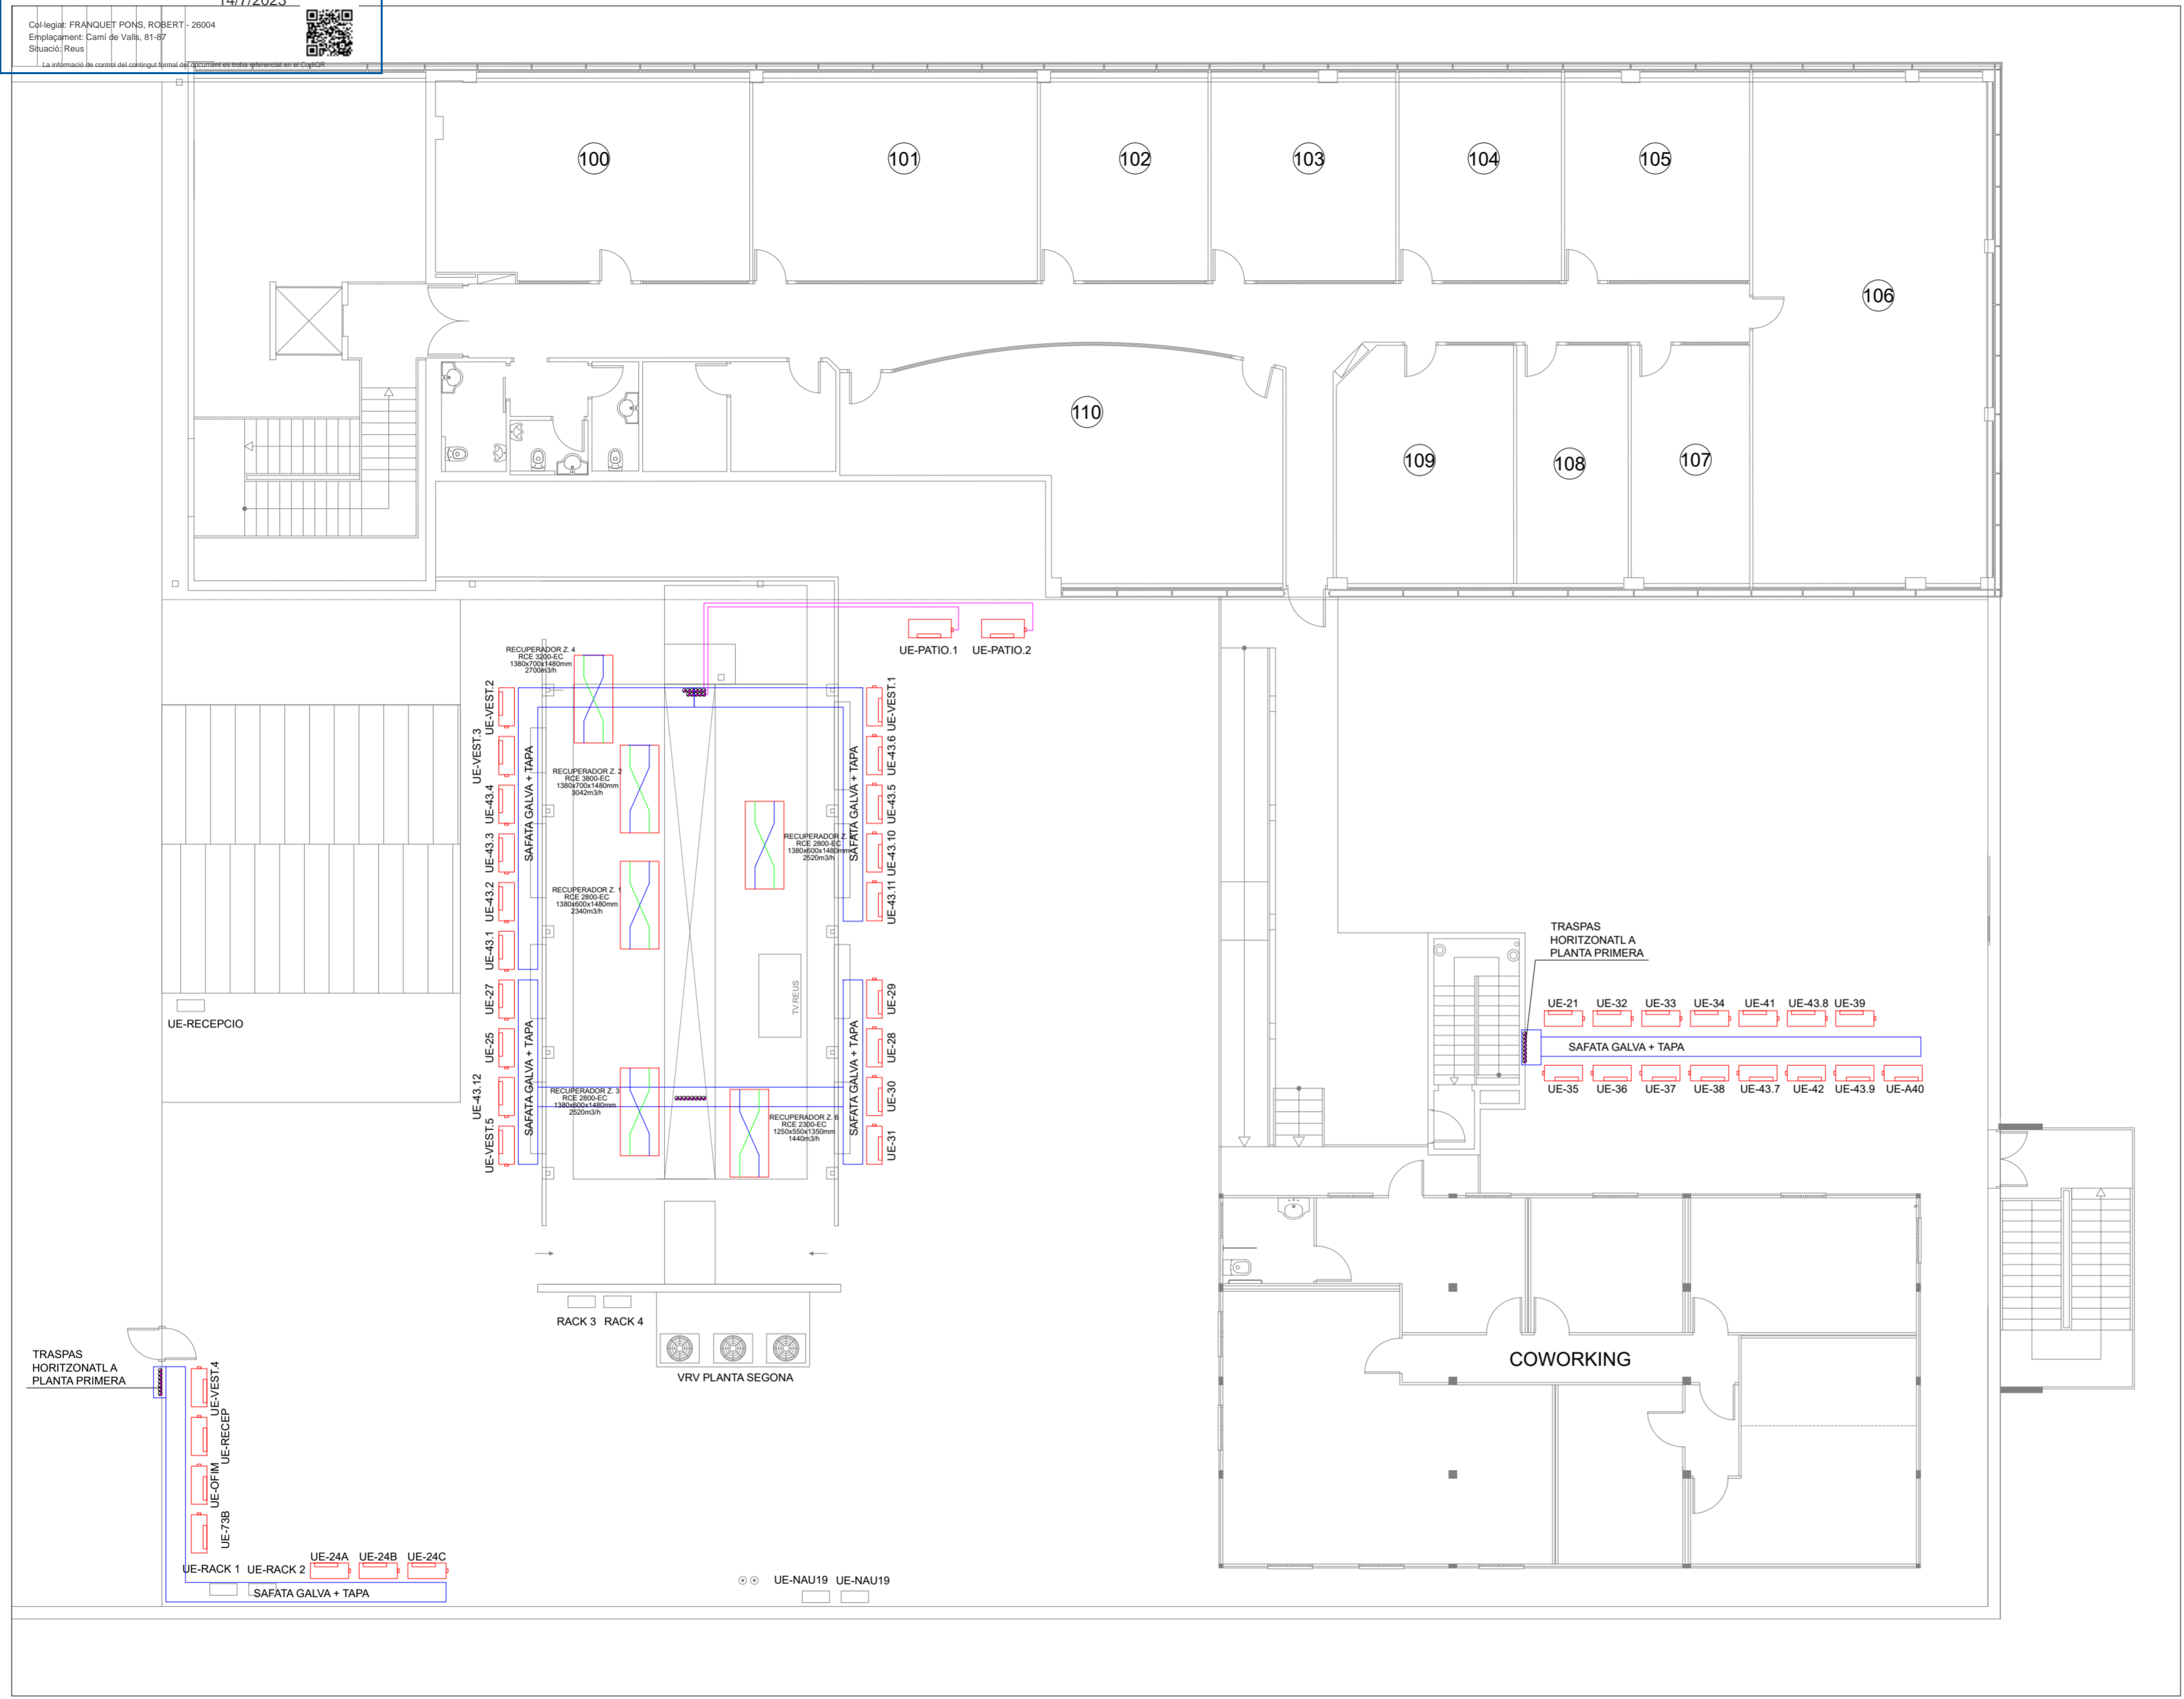 14/7/2023
Col·legiat: FRANQUET PONS, ROBERT - 26004
Emplaçament: Camí de Valls, 81-87
Situació: Reus
La informació de control del contingut formal del document es troba referenciat en el CodiQR
100
101
102
103
104
105
106
110
109
108
107
UE-PATIO.1
UE-PATIO.2
RECUPERADOR Z. 4
RCE 3200-EC
1380x700x1480mm
2700m3/h
UE-VEST.2
UE-VEST.3
UE-43.4
UE-43.3
UE-43.2
UE-43.1
UE-27
UE-25
UE-43.12
UE-VEST.5
SAFATA GALVA + TAPA
SAFATA GALVA + TAPA
RECUPERADOR Z. 2
RCE 3800-EC
1380x700x1480mm
3042m3/h
RECUPERADOR Z.
RCE 2800-EC
1380x600x1480mm
2520m3/h
RECUPERADOR Z. 1
RCE 2800-EC
1380x600x1480mm
2340m3/h
TV.REUS
RECUPERADOR Z. 3
RCE 2800-EC
1380x600x1480mm
2520m3/h
RECUPERADOR Z. 6
RCE 2300-EC
1250x550x1350mm
1440m3/h
SAFATA GALVA + TAPA
SAFATA GALVA + TAPA
UE-VEST.1
UE-43.6
UE-43.5
UE-43.10
UE-43.11
UE-29
UE-28
UE-30
UE-31
UE-RECEPCIO
TRASPAS
HORITZONATL A
PLANTA PRIMERA
UE-21
UE-32
UE-33
UE-34
UE-41
UE-43.8
UE-39
SAFATA GALVA + TAPA
UE-35
UE-36
UE-37
UE-38
UE-43.7
UE-42
UE-43.9
UE-A40
RACK 3
RACK 4
VRV PLANTA SEGONA
COWORKING
TRASPAS
HORITZONATL A
PLANTA PRIMERA
UE-VEST.4
UE-RECEP
UE-OFIM
UE-73B
UE-RACK 1
UE-RACK 2
UE-24A
UE-24B
UE-24C
SAFATA GALVA + TAPA
UE-NAU19
UE-NAU19